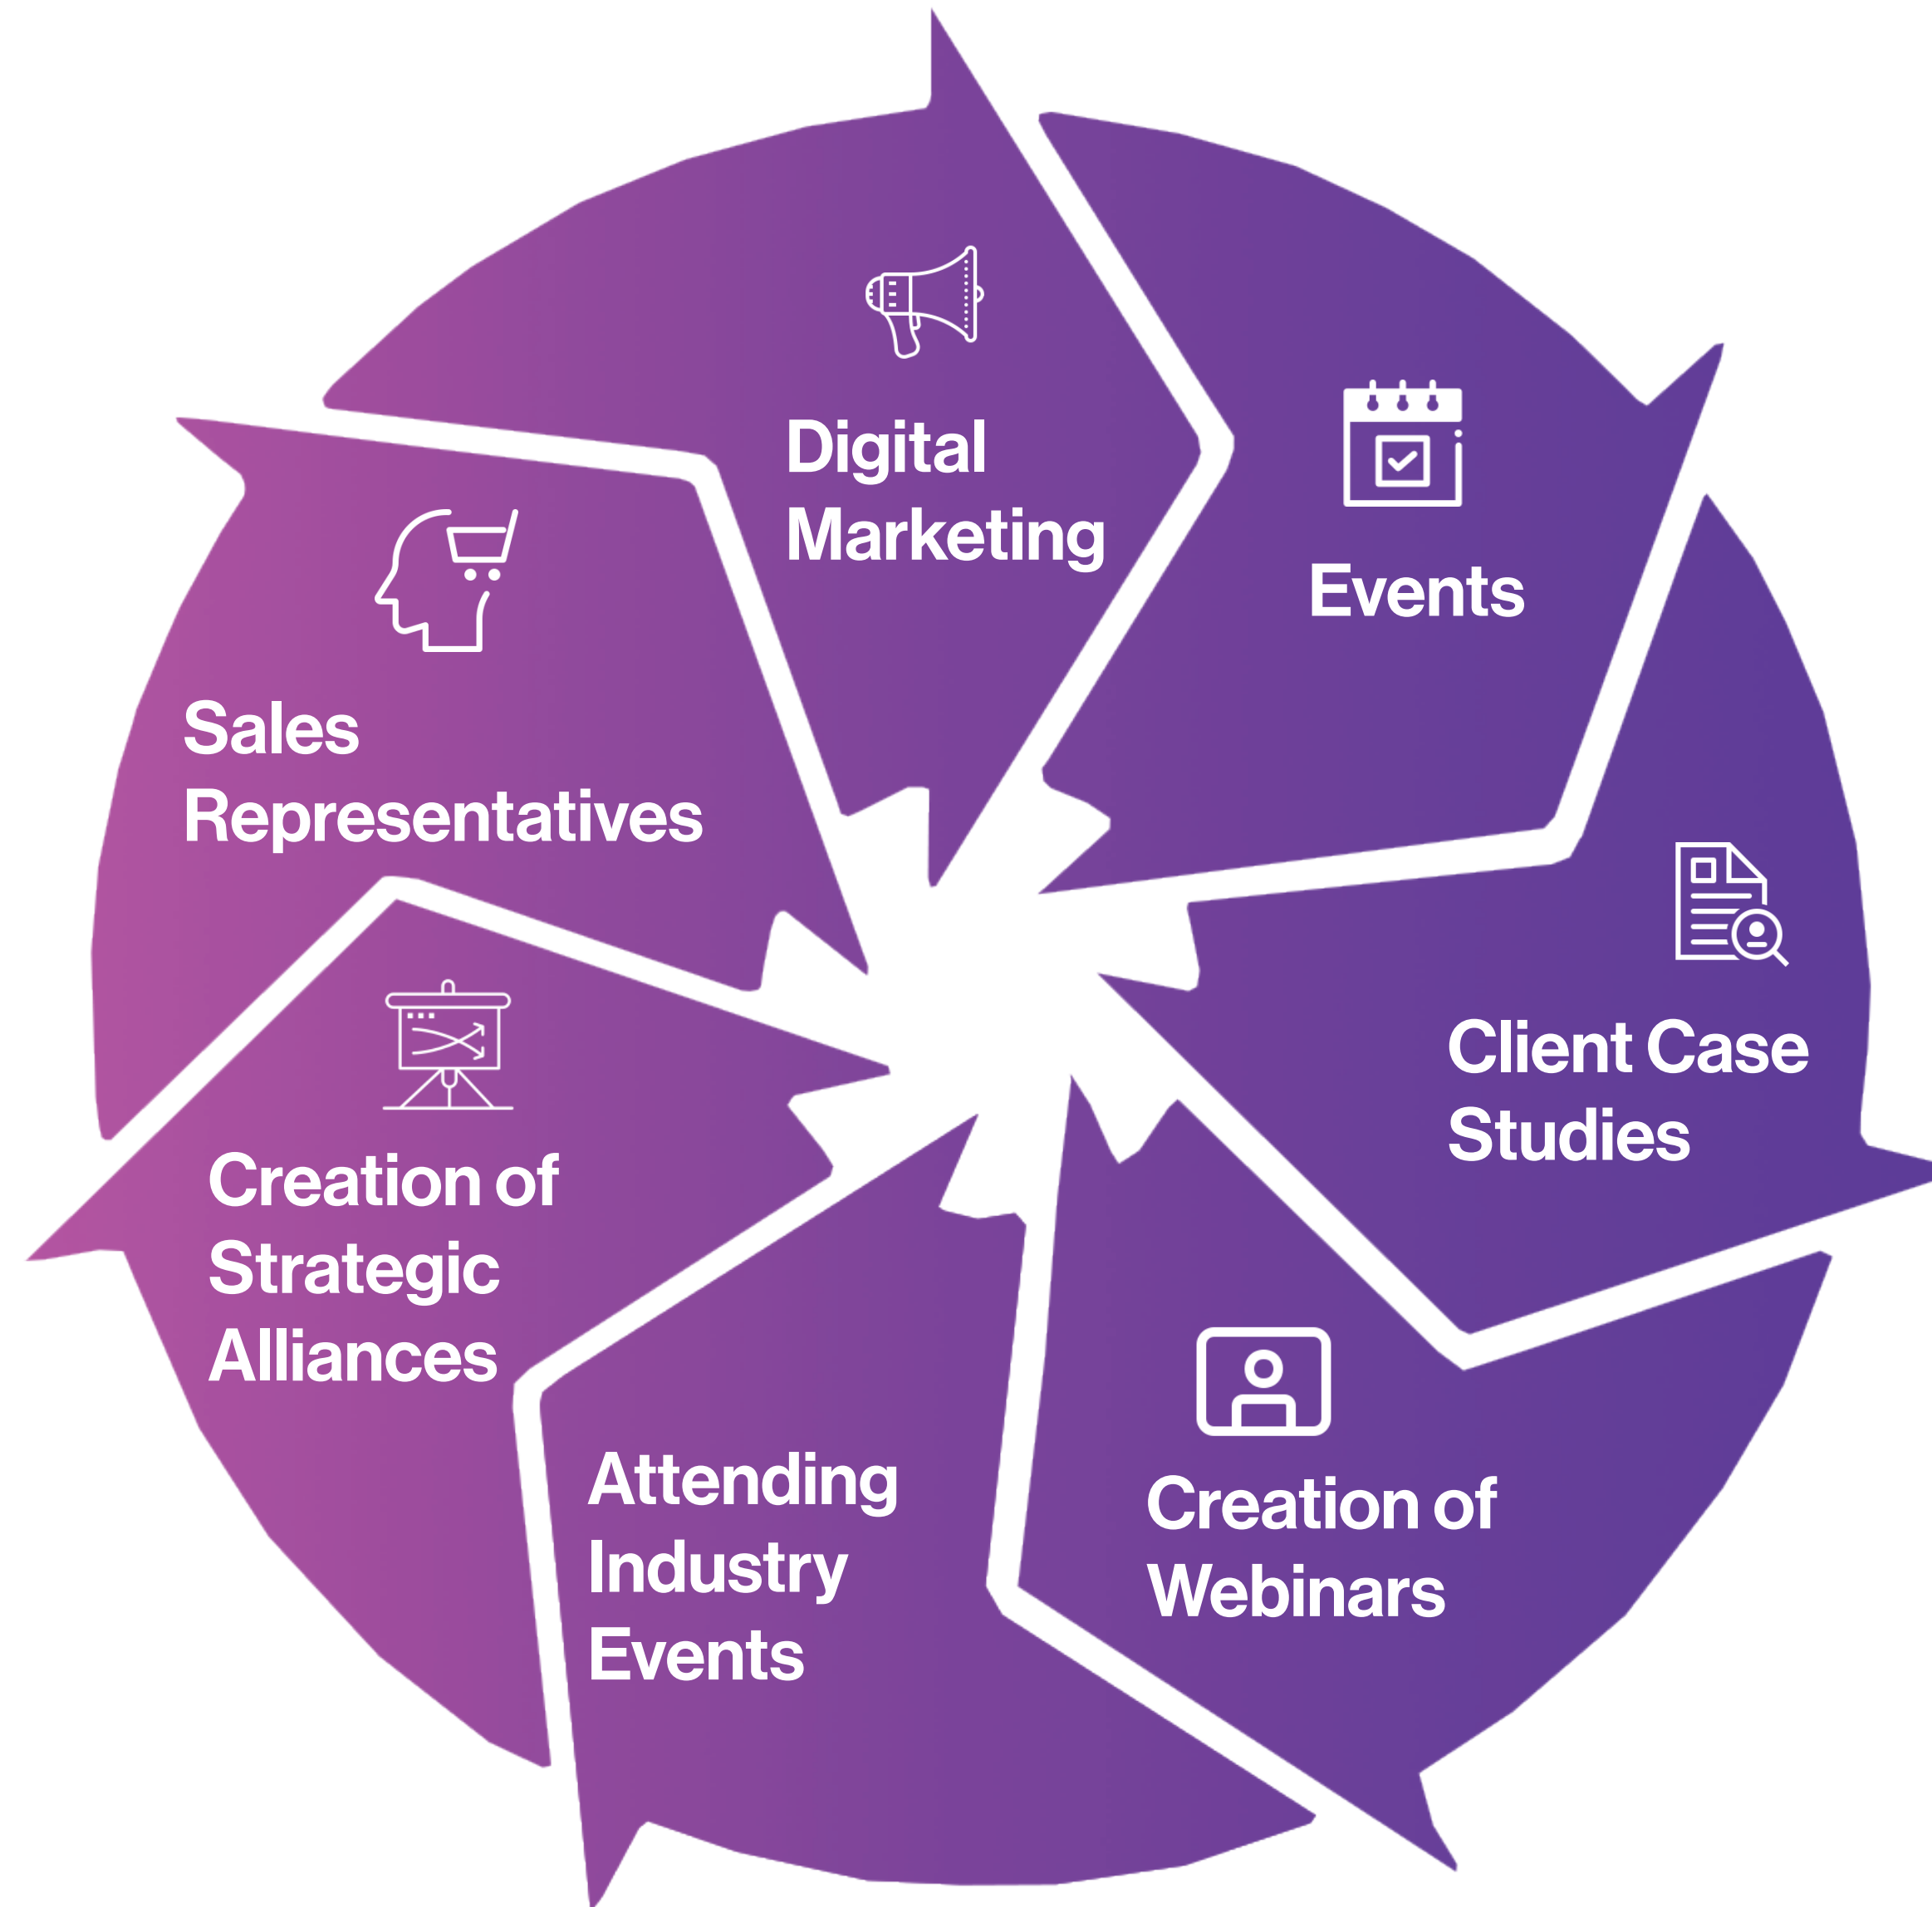 Digital
Marketing
Events
Client Case
Studies
Creation of
Webinars
Attending
Industry
Events
Creation of
Strategic
Alliances
Sales
Representatives